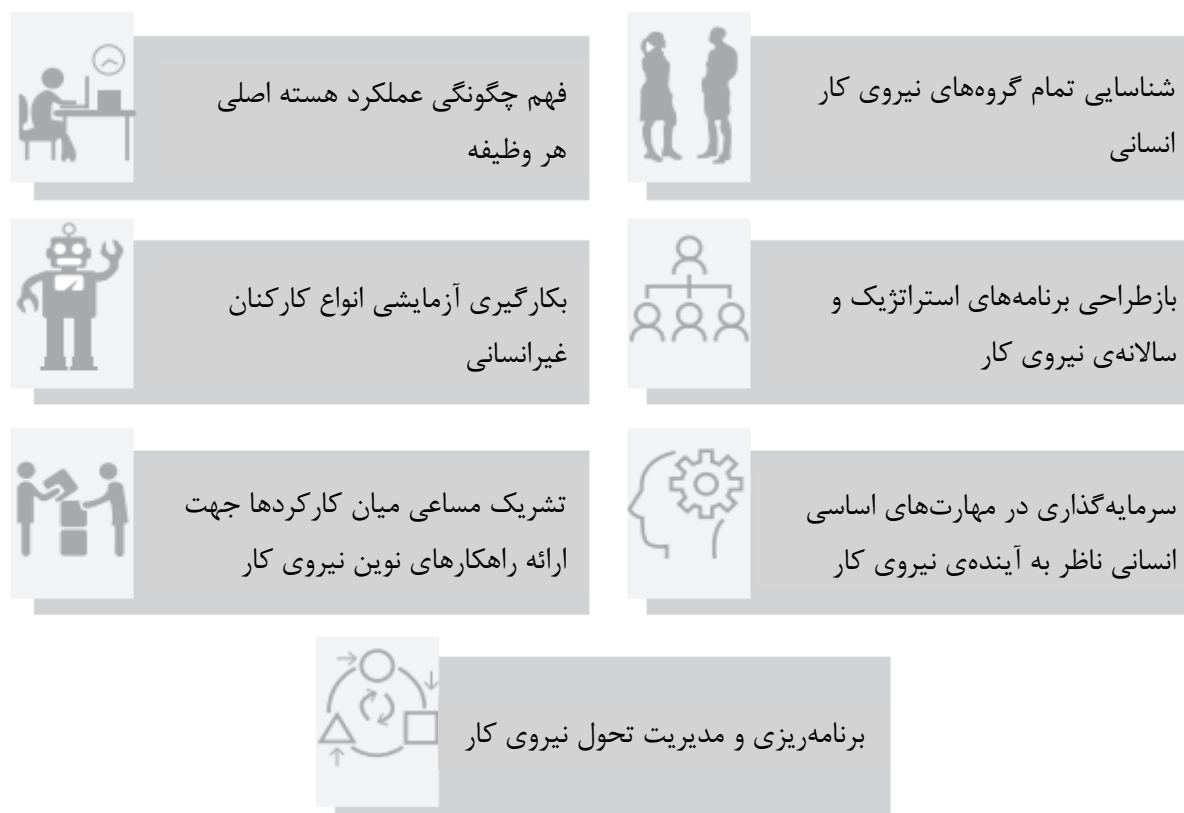 شناسایی تمام گروه‌های نیروی کار
انسانی
فهم چگونگی عملکرد هسته اصلی
هر وظیفه
بازطراحی برنامه‌های استراتژیک و
سالانه‌ی نیروی کار
بکارگیری آزمایشی انواع کارکنان
غیرانسانی
سرمایه‌گذاری در مهارت‌های اساسی
انسانی ناظر به آینده‌ی نیروی کار
تشریک مساعی میان کارکردها جهت
ارائه راهکارهای نوین نیروی کار
برنامه‌ریزی و مدیریت تحول نیروی کار